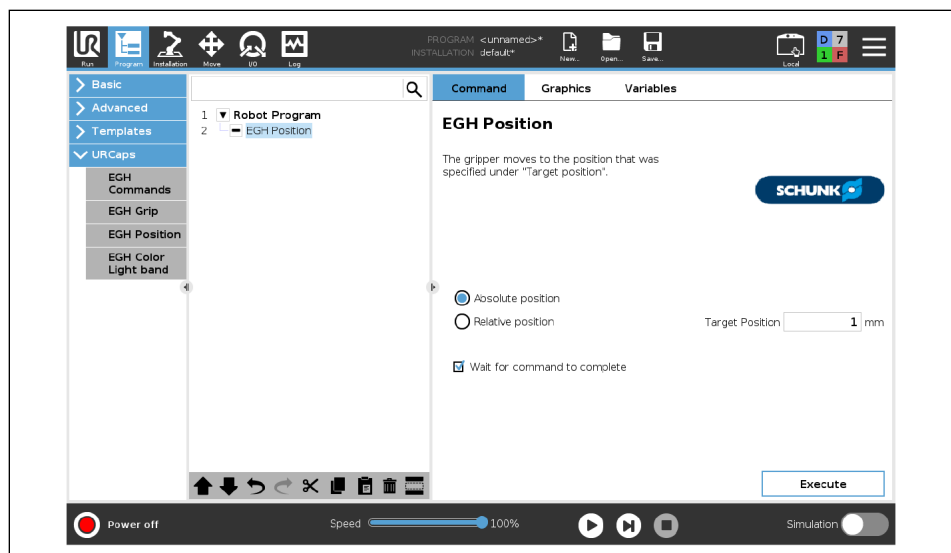 UR
PROGRAM <unnamed>*
INSTALLATION default*
Run
Program
Installation
Move
I/O
Log
New...
Open...
Save...
Local
D 7
1 F
Basic
Advanced
Templates
URCaps
EGH
Commands
EGH Grip
EGH Position
EGH Color
Light band
1 Robot Program
2 EGH Position
Command Graphics Variables
EGH Position
The gripper moves to the position that was
specified under "Target position".
SCHUNK
Absolute position
Relative position
Target Position 1 mm
Wait for command to complete
Execute
Power off
Speed 100%
Simulation